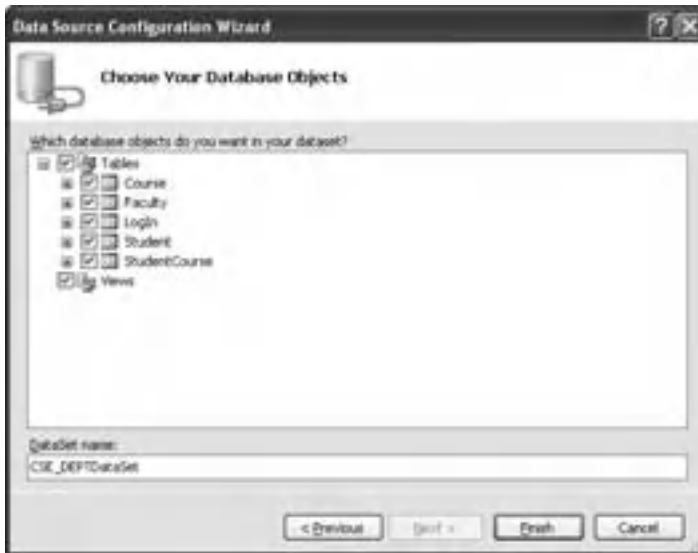 Data Source Configuration Wizard
Choose Your Database Objects
Which database objects do you want in your dataset?
Tables
Course
Faculty
LogIn
Student
StudentCourse
Views
DataSet name:
CSE_DEPTDataSet
< Previous
Next >
Finish
Cancel